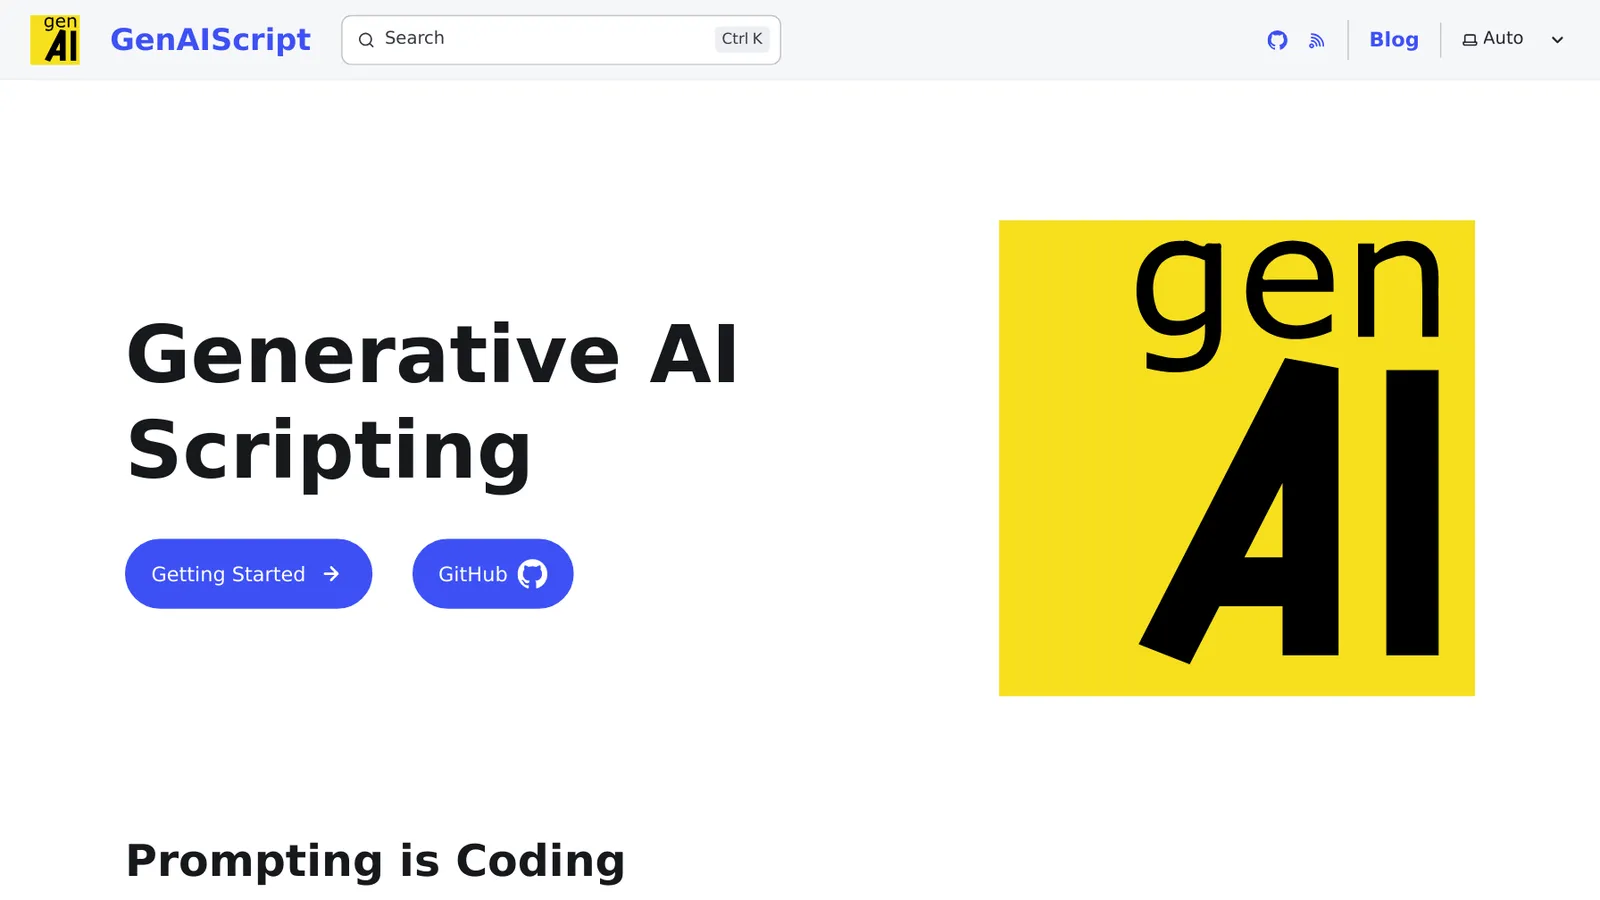 gen
AI
GenAIScript
Search
Ctrl K
Blog
Auto
gen
AI
Generative AI
Scripting
Getting Started
GitHub
Prompting is Coding